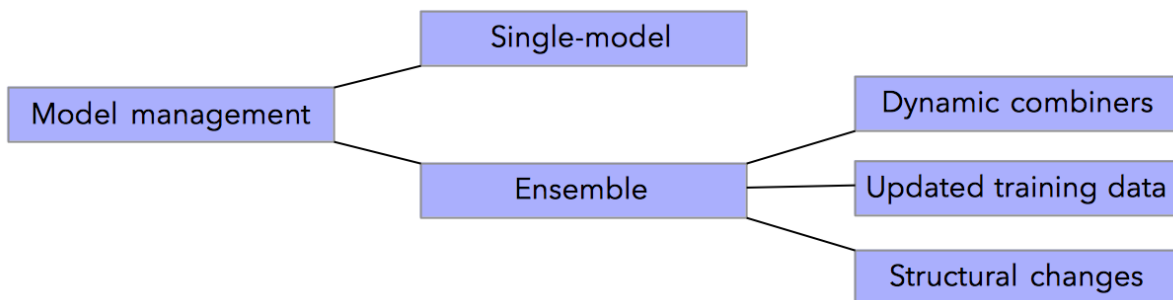 Single-model
Model management
Dynamic combiners
Ensemble
Updated training data
Structural changes